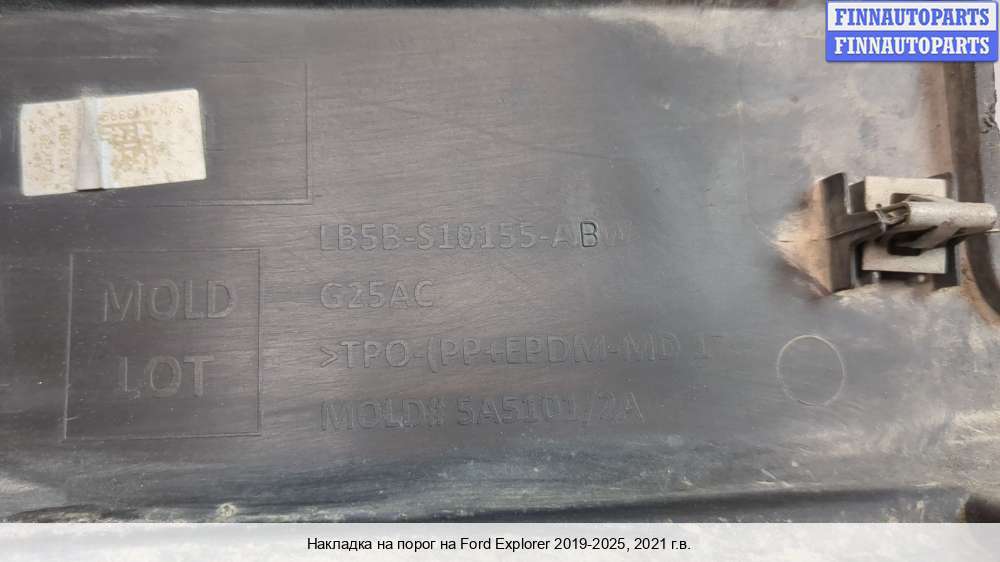 FINNAUTOPARTS
FINNAUTOPARTS
LB5B-S10155-ABW
MOLD
LOT
G25AC
>TPO-(PP+EPDM-MD
MOLD# 5A5101/2A
Накладка на порог на Ford Explorer 2019-2025, 2021 г.в.